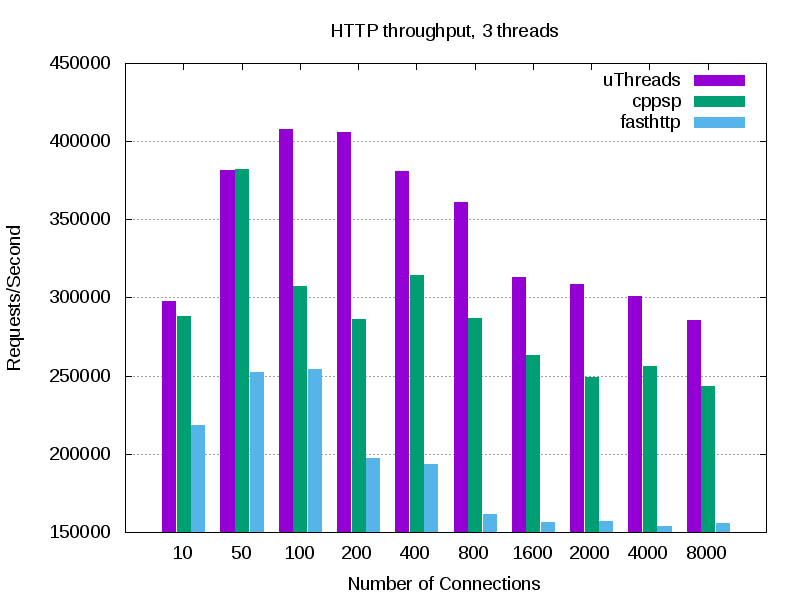 HTTP throughput, 3 threads
450000
400000
350000
300000
250000
200000
150000
Requests/Second
uThreads
cppsp
fasthttp
10 50 100 200 400 800 1600 2000 4000 8000
Number of Connections